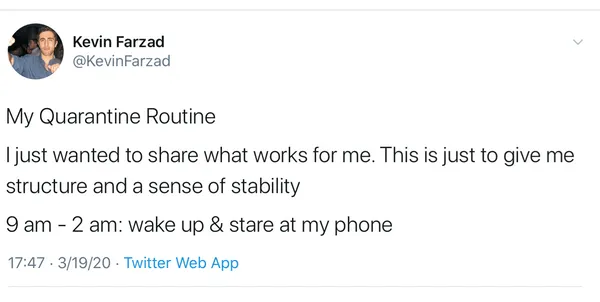 Kevin Farzad
@KevinFarzad
My Quarantine Routine
I just wanted to share what works for me. This is just to give me
structure and a sense of stability
9 am - 2 am: wake up & stare at my phone
17:47 · 3/19/20 · Twitter Web App